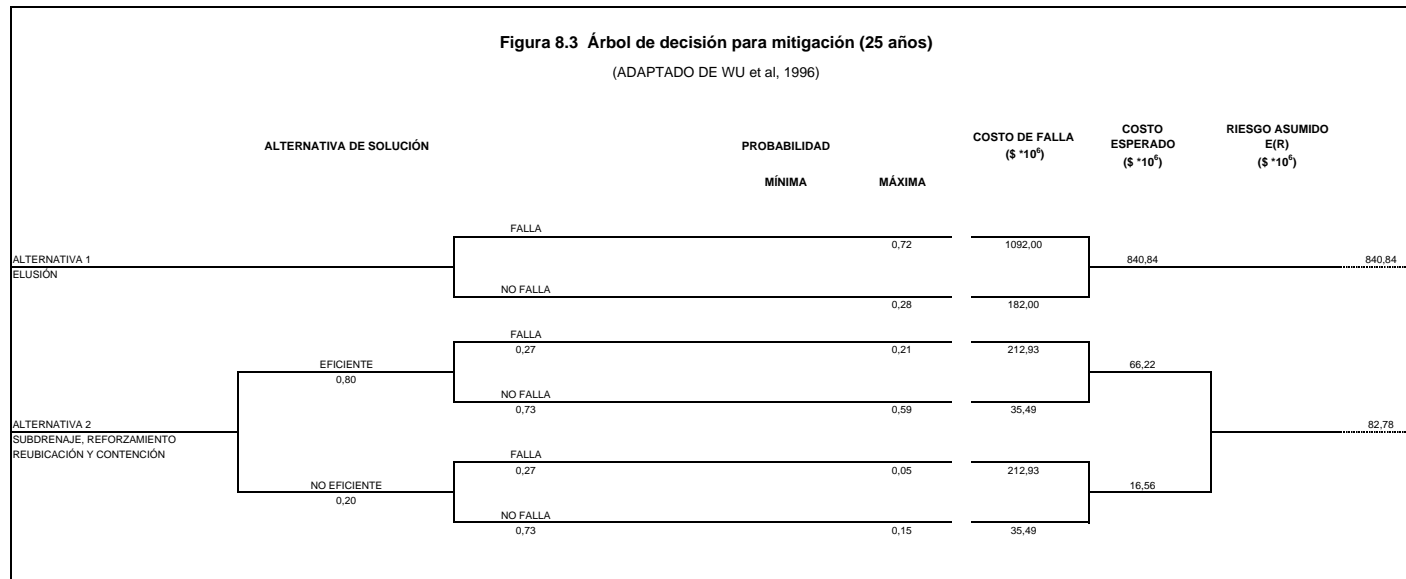 Figura 8.3 Árbol de decisión para mitigación (25 años)
(ADAPTADO DE WU et al, 1996)
ALTERNATIVA DE SOLUCIÓN
PROBABILIDAD
MÍNIMA
MÁXIMA
COSTO DE FALLA
($ *10⁶)
COSTO
ESPERADO
($ *10⁶)
RIESGO ASUMIDO
E(R)
($ *10⁶)
FALLA
0,72
1092,00
ALTERNATIVA 1
840,84
840,84
ELUSIÓN
NO FALLA
0,28
182,00
FALLA
0,27
0,21
212,93
EFICIENTE
66,22
0,80
NO FALLA
0,73
0,59
35,49
ALTERNATIVA 2
82,78
SUBDRENAJE, REFORZAMIENTO
REUBICACIÓN Y CONTENCIÓN
FALLA
0,27
0,05
212,93
NO EFICIENTE
16,56
0,20
NO FALLA
0,73
0,15
35,49